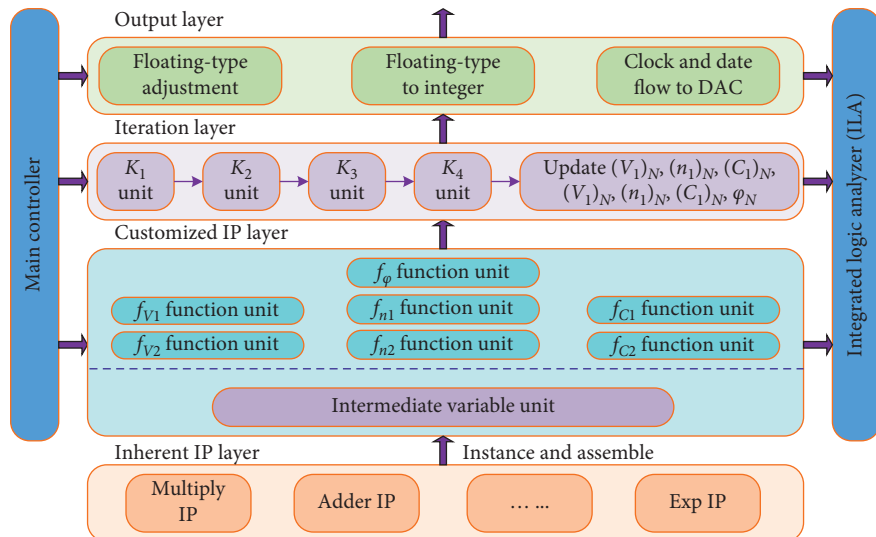 Output layer
Floating-type
adjustment
Floating-type
to integer
Clock and date
flow to DAC
Iteration layer
K1
unit
K2
unit
K3
unit
K4
unit
Update (V1)N, (n1)N, (C1)N,
(V1)N, (n1)N, (C1)N, φN
Customized IP layer
fφ function unit
fV1 function unit
fn1 function unit
fC1 function unit
fV2 function unit
fn2 function unit
fC2 function unit
Intermediate variable unit
Inherent IP layer
Instance and assemble
Multiply
IP
Adder IP
... ...
Exp IP
Main controller
Integrated logic analyzer (ILA)